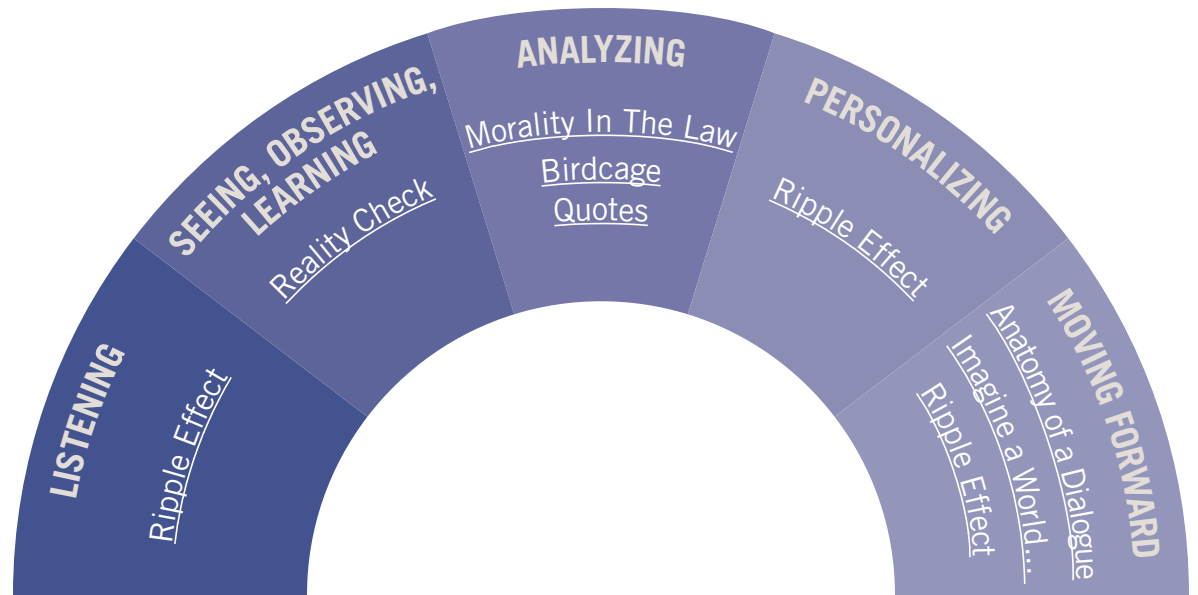 LISTENING
Ripple Effect
SEEING, OBSERVING,
LEARNING
Reality Check
ANALYZING
Morality In The Law
Birdcage
Quotes
PERSONALIZING
Ripple Effect
MOVING FORWARD
Anatomy of a Dialogue
Imagine a World...
Ripple Effect